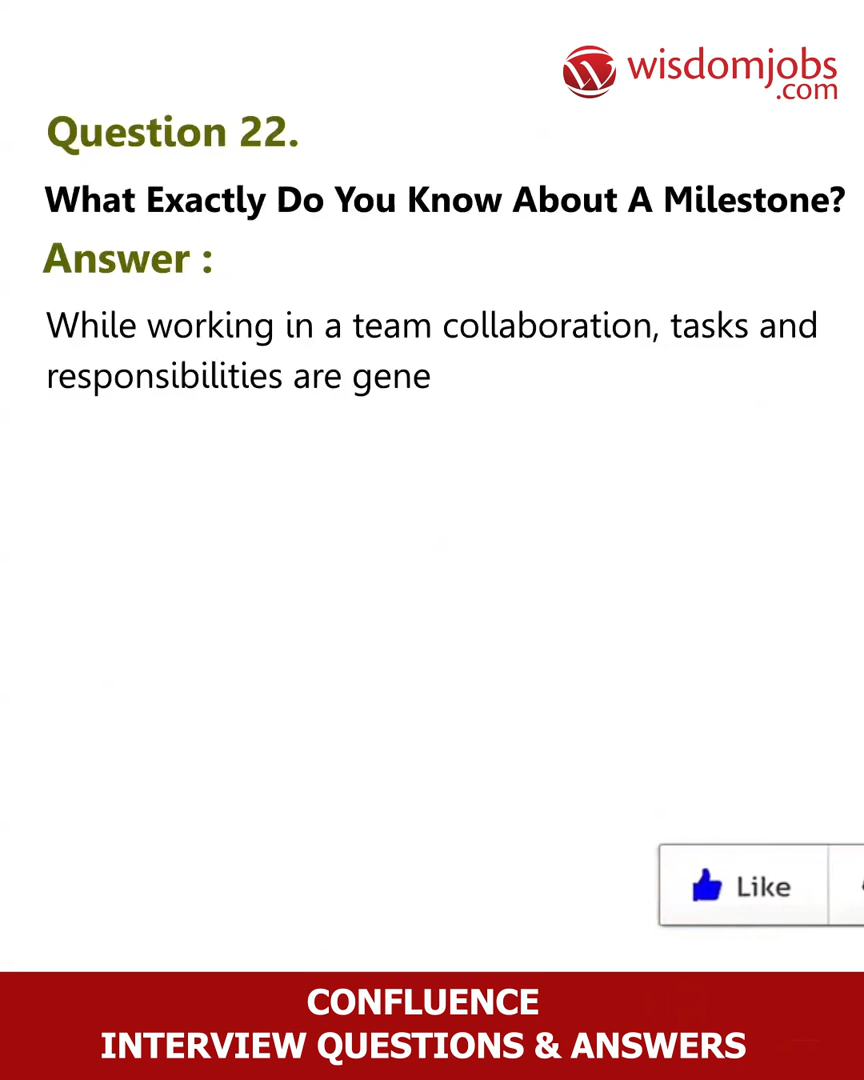 wisdomjobs
.com
Question 22.
What Exactly Do You Know About A Milestone?
Answer :
While working in a team collaboration, tasks and
responsibilities are gene
Like
CONFLUENCE
INTERVIEW QUESTIONS & ANSWERS